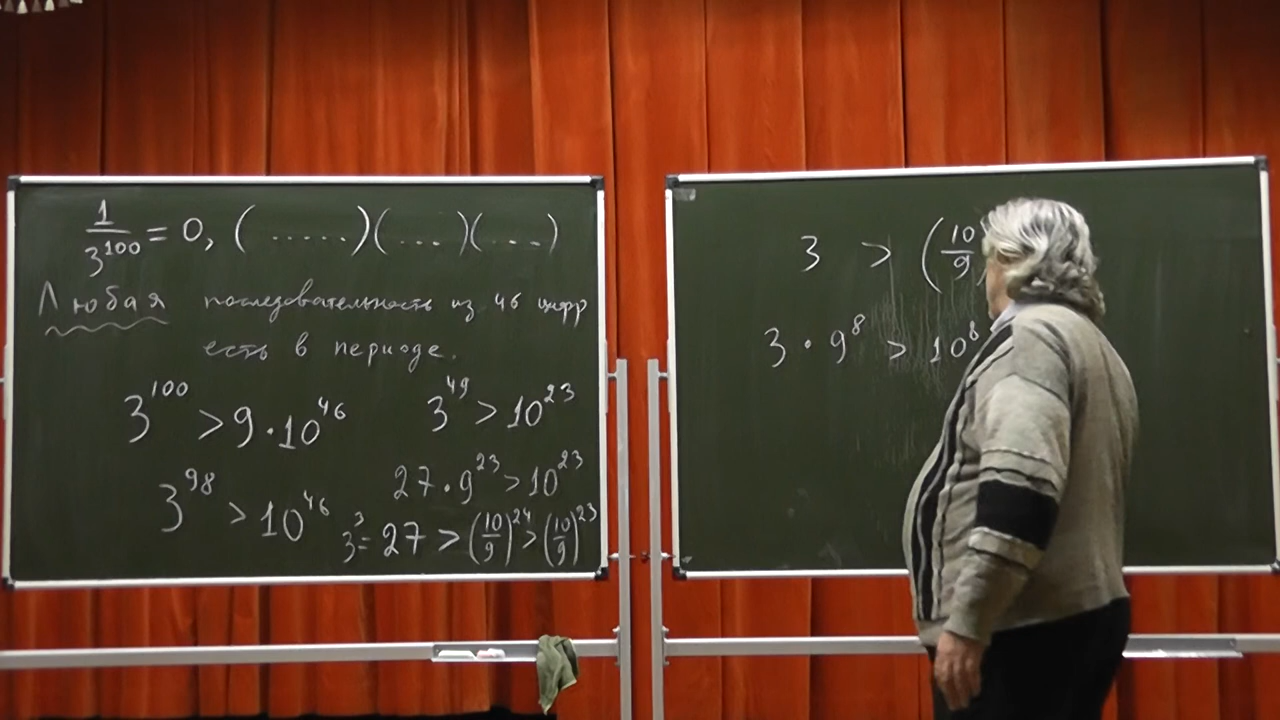 1/3^100 = 0, ( ..... )( ... )( ... )
Любая последовательность из 46 цифр
есть в периоде.
3^100 > 9·10^46
3^49 > 10^23
3^98 > 10^46
27·9^23 > 10^23
3^3 = 27 > (10/9)^24 > (10/9)^23
3 > (10/9
3·9^8 > 10^8